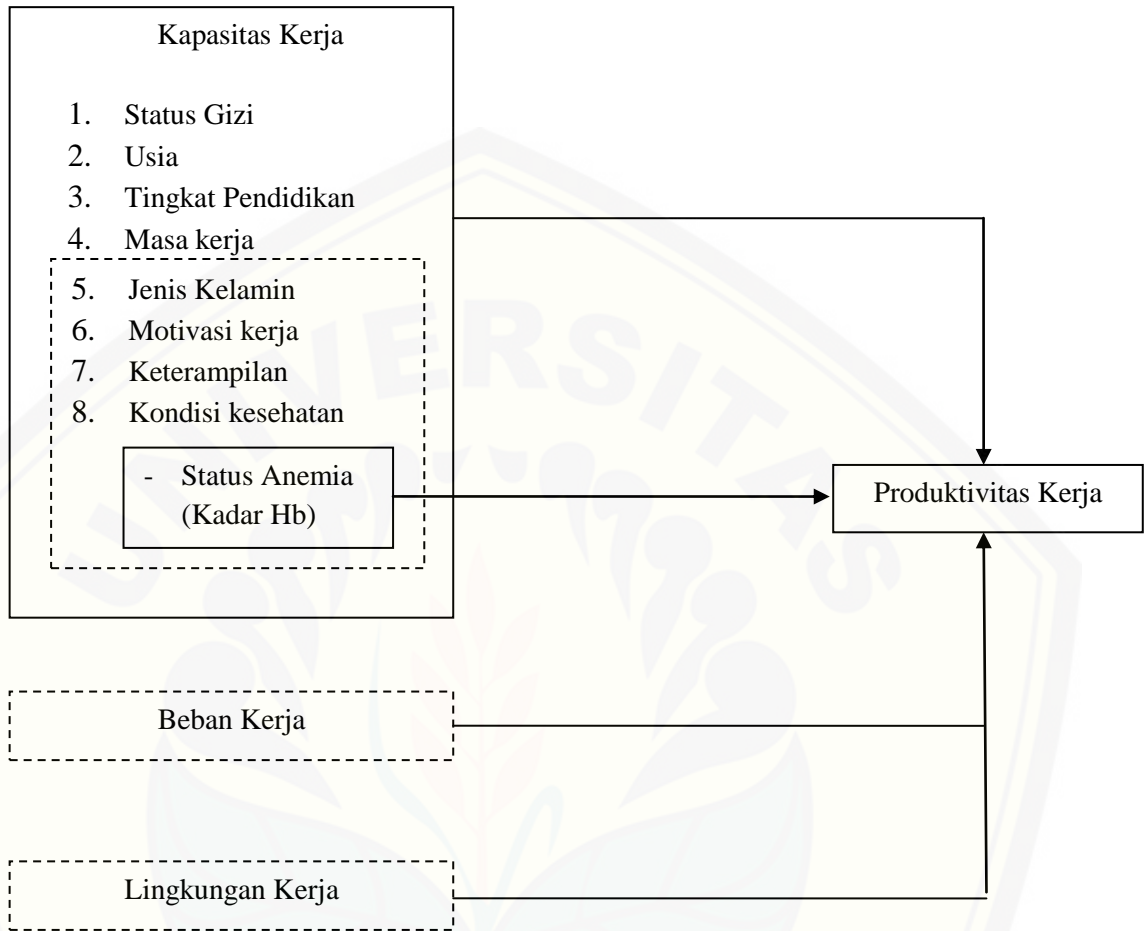 Kapasitas Kerja
1. Status Gizi
2. Usia
3. Tingkat Pendidikan
4. Masa kerja
5. Jenis Kelamin
6. Motivasi kerja
7. Keterampilan
8. Kondisi kesehatan
- Status Anemia
(Kadar Hb)
Produktivitas Kerja
Beban Kerja
Lingkungan Kerja
UNIVERSITAS